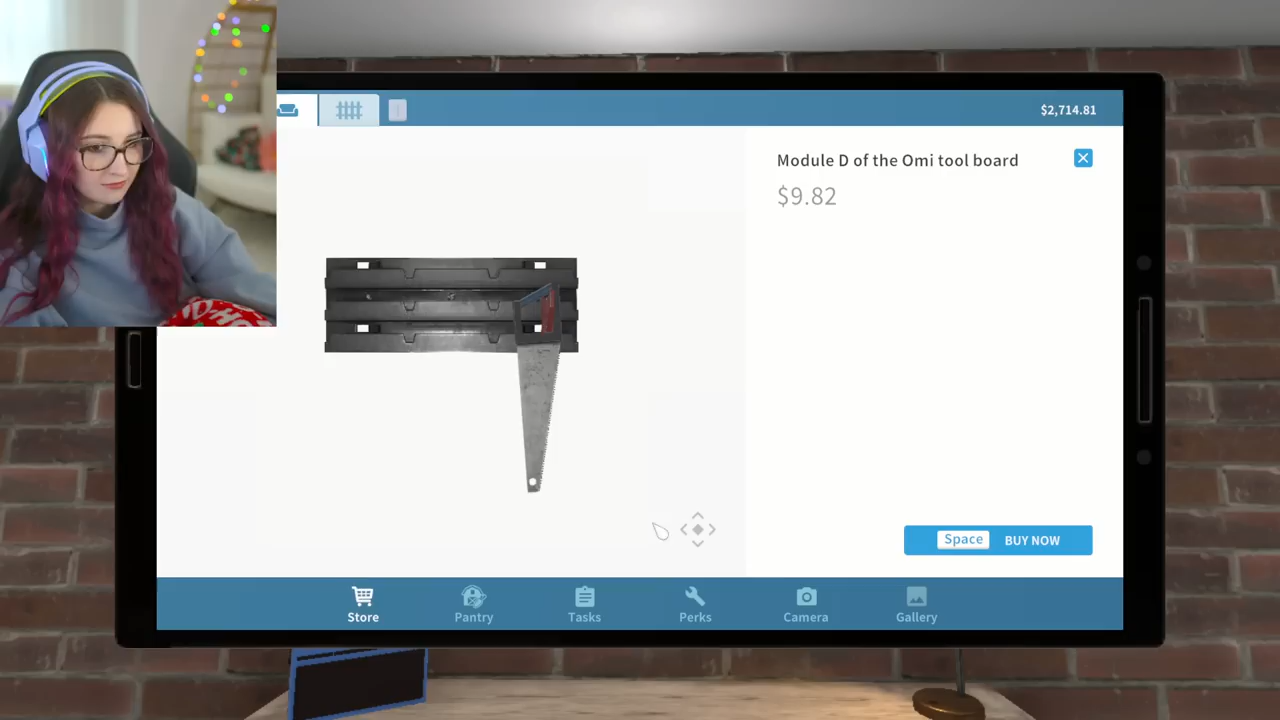 $2,714.81
Module D of the Omi tool board
$9.82
Space BUY NOW
Store Pantry Tasks Perks Camera Gallery